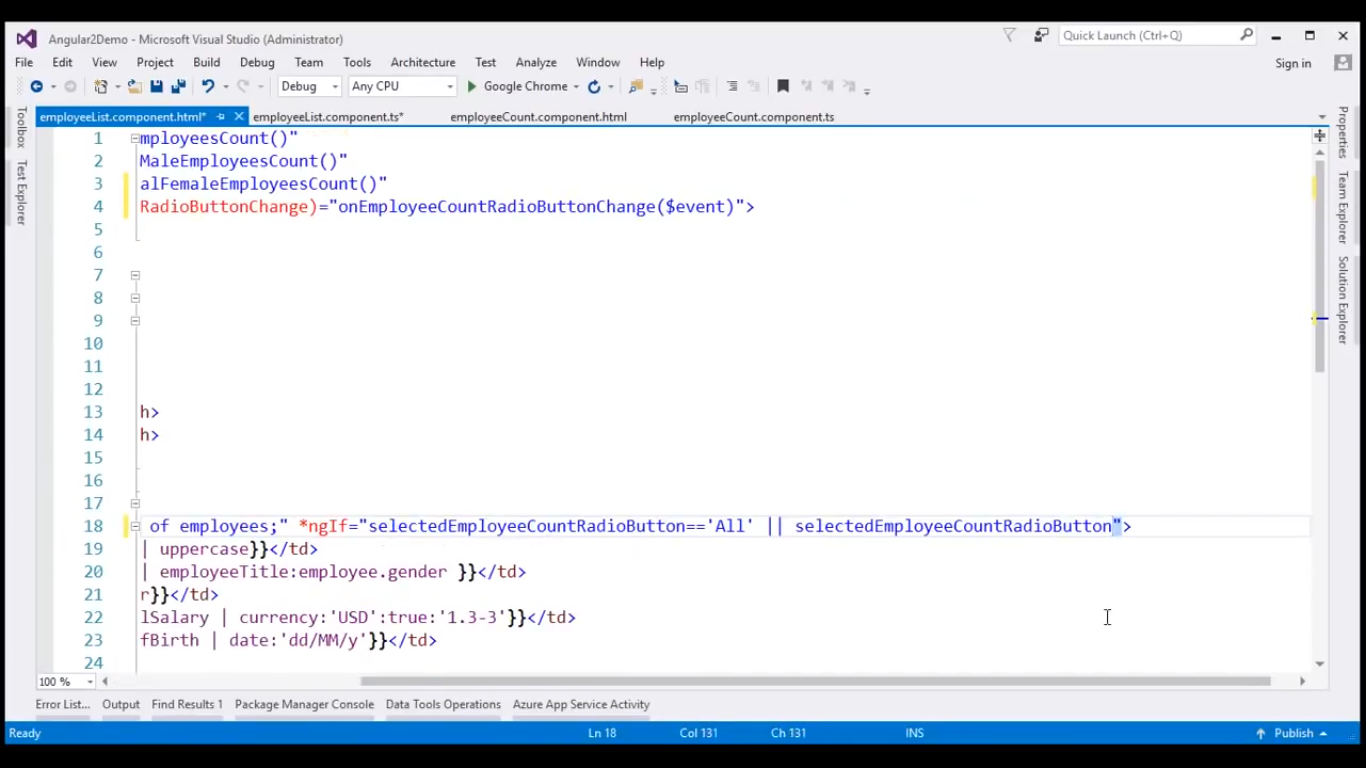 Angular2Demo - Microsoft Visual Studio (Administrator)
Quick Launch (Ctrl+Q)
File Edit View Project Build Debug Team Tools Architecture Test Analyze Window Help
Sign in
Debug Any CPU Google Chrome
employeeList.component.html* employeeList.component.ts* employeeCount.component.html employeeCount.component.ts
Toolbox
Test Explorer
Properties
Team Explorer
Solution Explorer
1 mployeesCount()"
2 MaleEmployeesCount()"
3 alFemaleEmployeesCount()"
4 RadioButtonChange)="onEmployeeCountRadioButtonChange($event)">
5
6
7
8
9
10
11
12
13 h>
14 h>
15
16
17
18 of employees;" *ngIf="selectedEmployeeCountRadioButton=='All' || selectedEmployeeCountRadioButton">
19 | uppercase}}</td>
20 | employeeTitle:employee.gender }}</td>
21 r}}</td>
22 lSalary | currency:'USD':true:'1.3-3'}}</td>
23 fBirth | date:'dd/MM/y'}}</td>
24
100 %
Error List... Output Find Results 1 Package Manager Console Data Tools Operations Azure App Service Activity
Ready Ln 18 Col 131 Ch 131 INS Publish